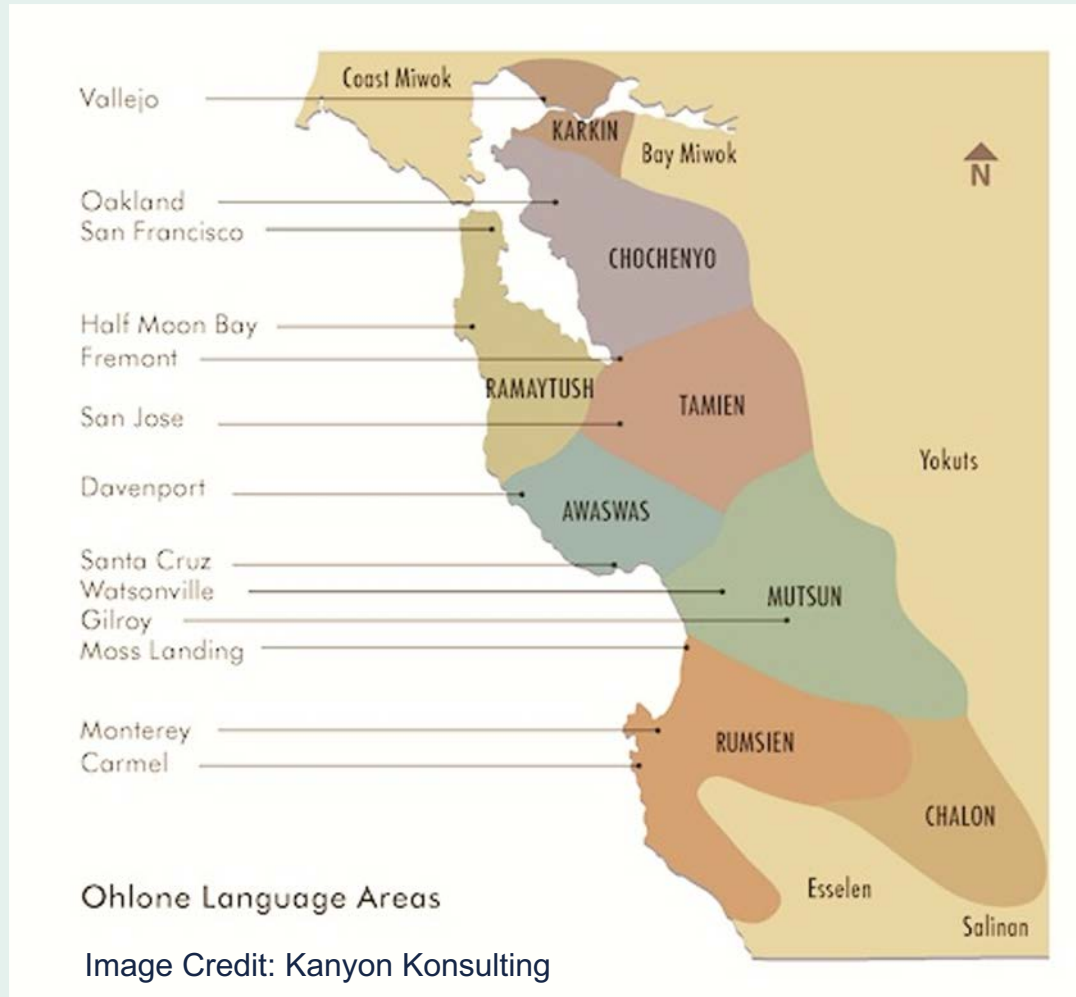 Coast Miwok
Vallejo
KARKIN
Bay Miwok
N
Oakland
San Francisco
CHOCHENYO
Half Moon Bay
Fremont
RAMAYTUSH
TAMIEN
San Jose
Yokuts
Davenport
AWASWAS
Santa Cruz
Watsonville
MUTSUN
Gilroy
Moss Landing
Monterey
RUMSIEN
Carmel
CHALON
Esselen
Ohlone Language Areas
Salinan
Image Credit: Kanyon Konsulting